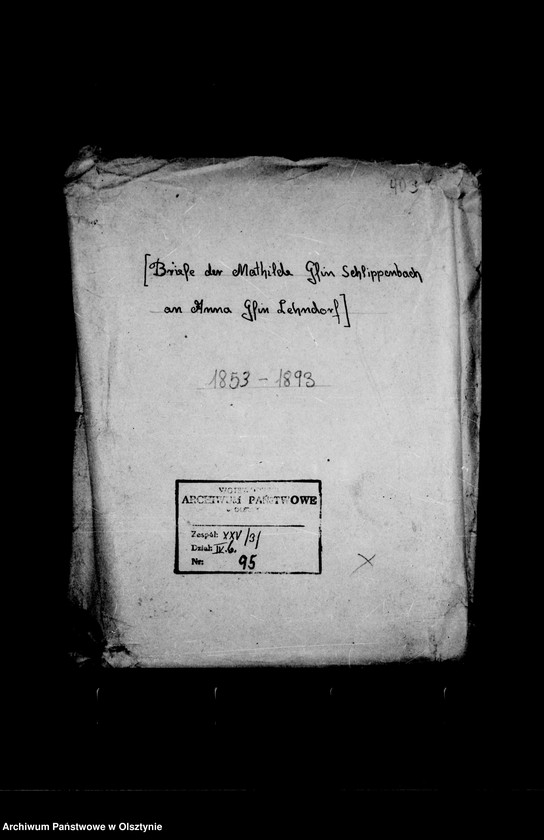 403
[Briefe der Mathilde Gfin Schlippenbach
an Anna Gfin Lehndorf]
1853 - 1893
ARCHIWUM PAŃSTWOWE
Zespół: XXV/3/
Dział: IV.6.
Nr: 95
X
Archiwum Państwowe w Olsztynie